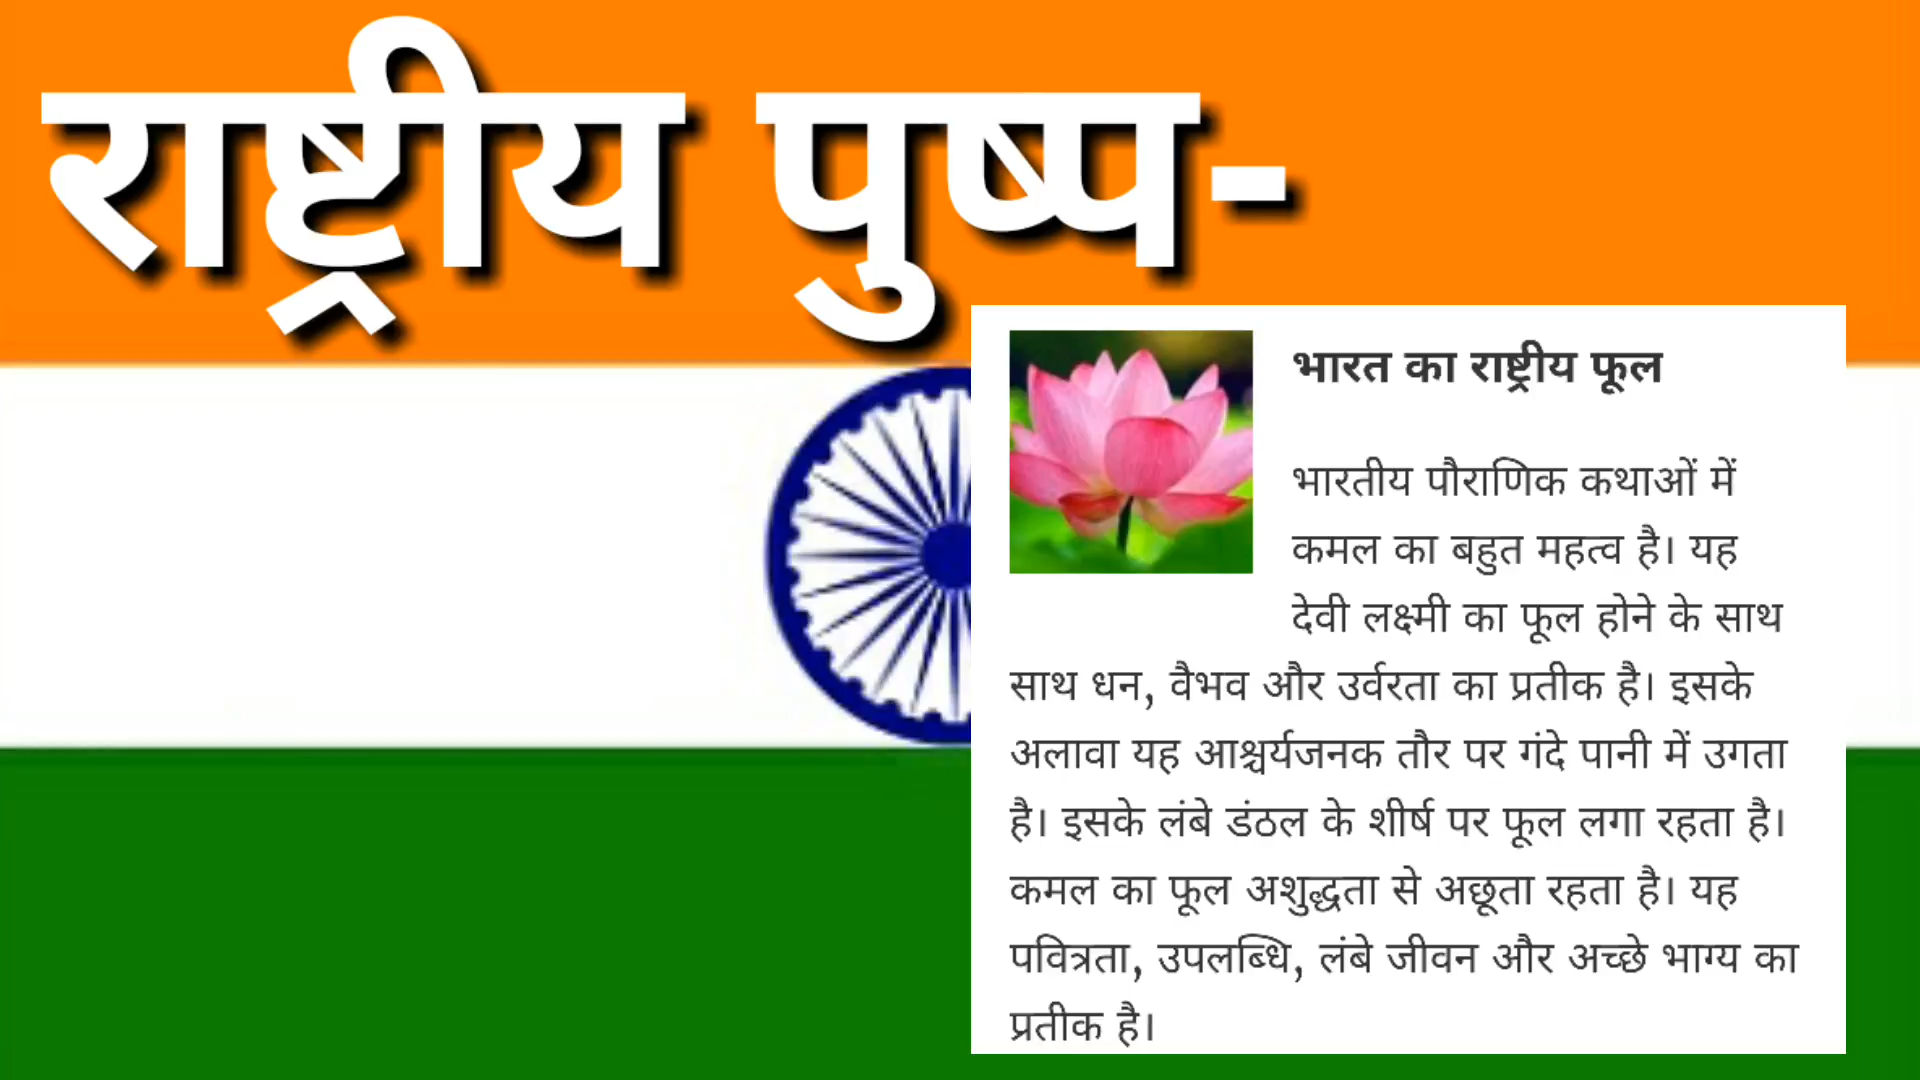 राष्ट्रीय पुष्प-
भारत का राष्ट्रीय फूल
भारतीय पौराणिक कथाओं में
कमल का बहुत महत्व है। यह
देवी लक्ष्मी का फूल होने के साथ
साथ धन, वैभव और उर्वरता का प्रतीक है। इसके
अलावा यह आश्चर्यजनक तौर पर गंदे पानी में उगता
है। इसके लंबे डंठल के शीर्ष पर फूल लगा रहता है।
कमल का फूल अशुद्धता से अछूता रहता है। यह
पवित्रता, उपलब्धि, लंबे जीवन और अच्छे भाग्य का
प्रतीक है।